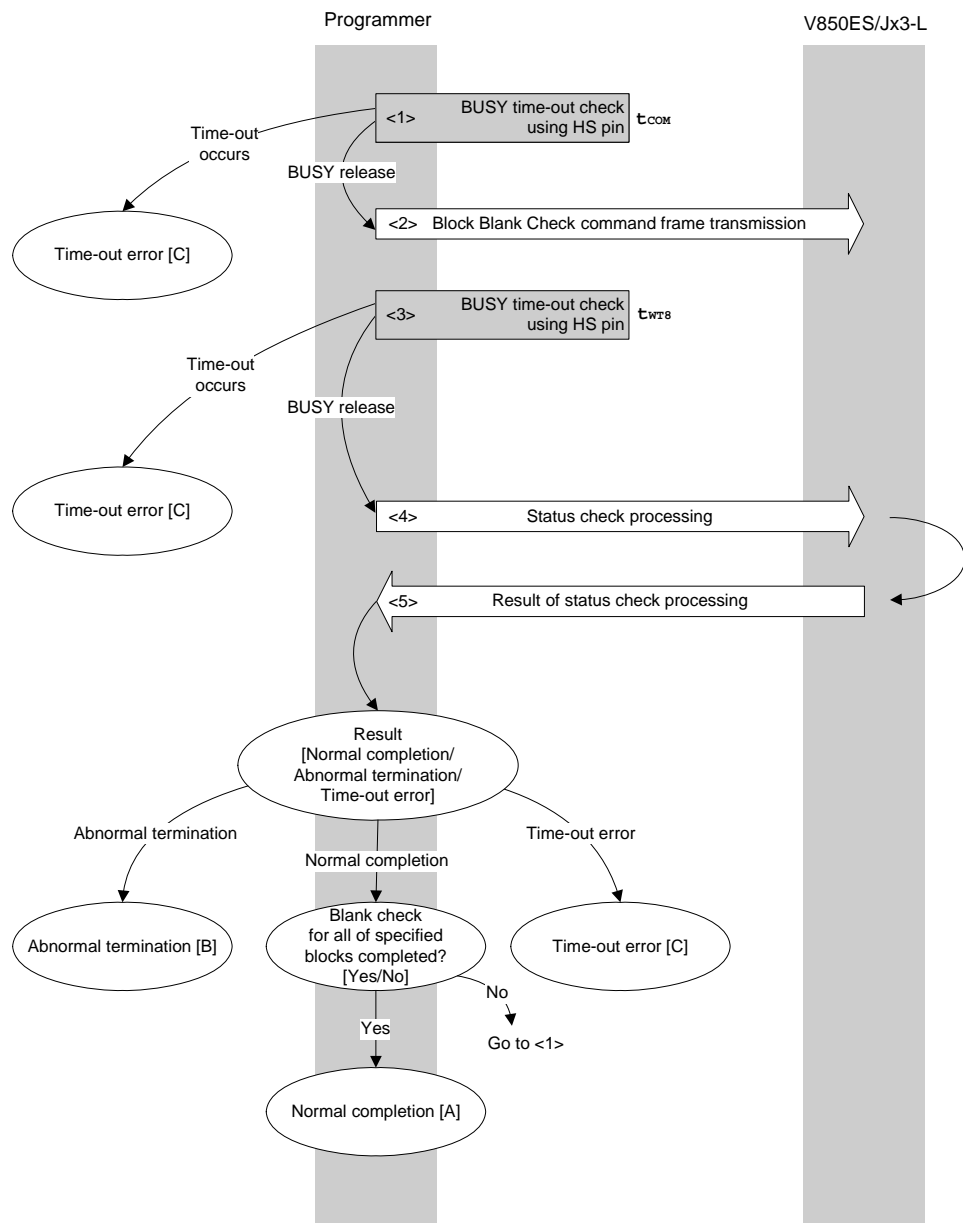 Programmer
V850ES/Jx3-L
<1>
BUSY time-out check
using HS pin
tCOM
Time-out
occurs
BUSY release
<2> Block Blank Check command frame transmission
Time-out error [C]
<3>
BUSY time-out check
using HS pin
tWT8
Time-out
occurs
BUSY release
Time-out error [C]
<4> Status check processing
<5> Result of status check processing
Result
[Normal completion/
Abnormal termination/
Time-out error]
Abnormal termination
Time-out error
Normal completion
Abnormal termination [B]
Blank check
for all of specified
blocks completed?
[Yes/No]
Time-out error [C]
No
Yes
Go to <1>
Normal completion [A]